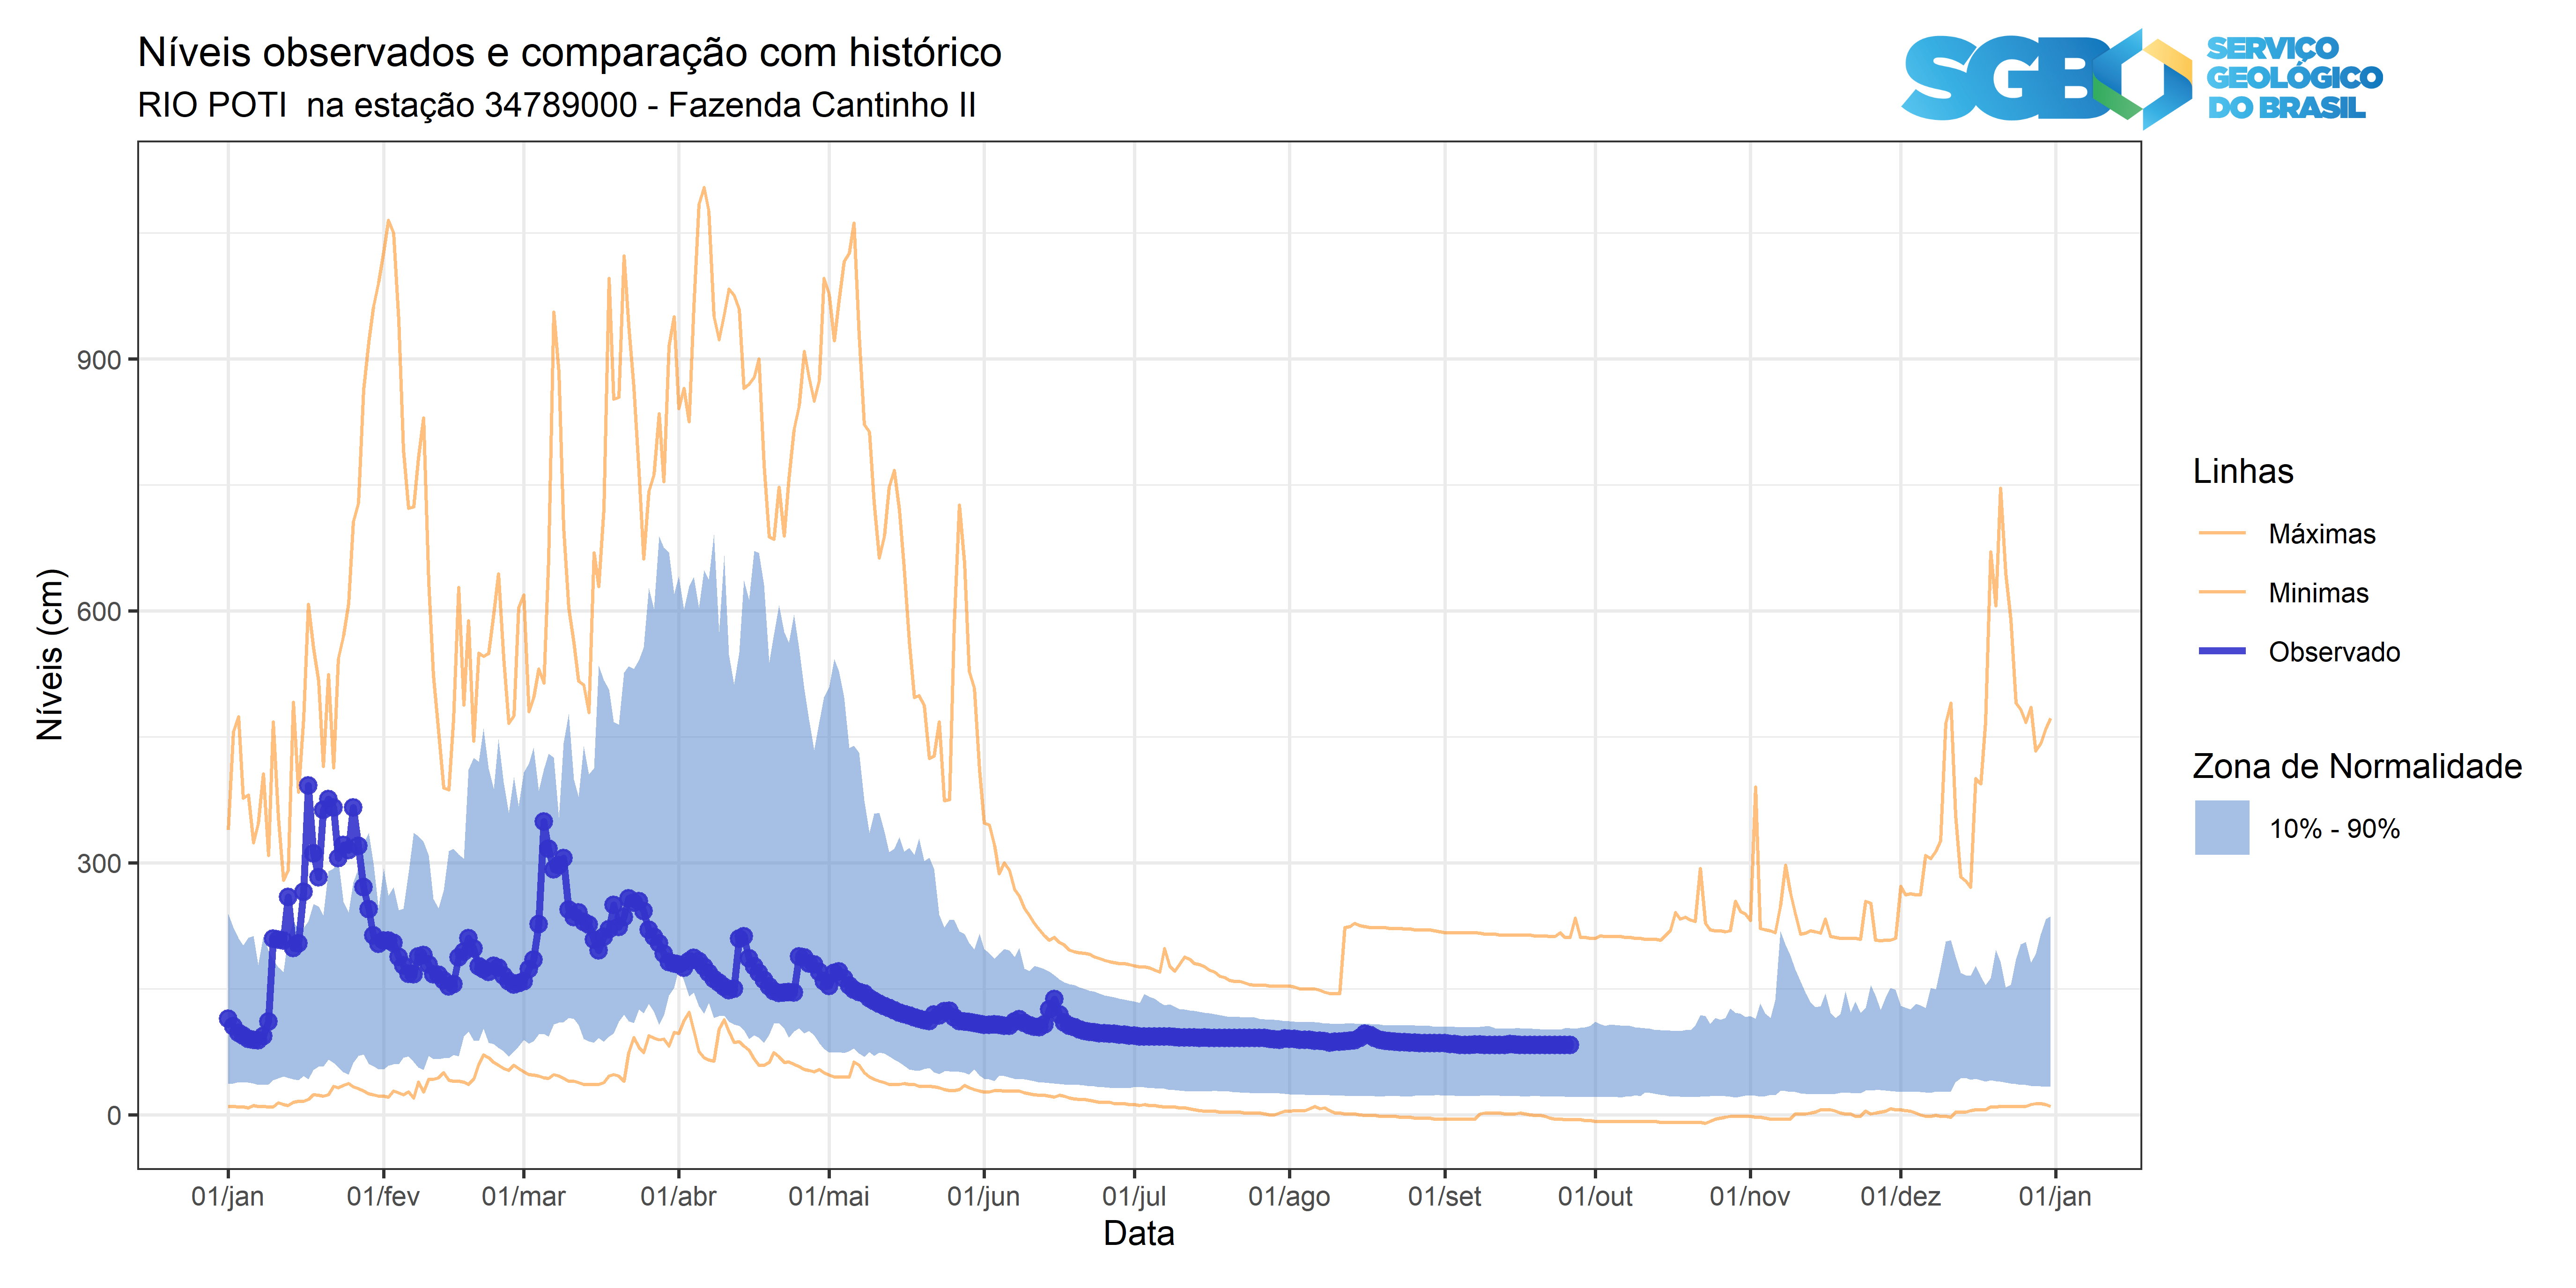 Níveis observados e comparação com histórico
RIO POTI  na estação 34789000 - Fazenda Cantinho II
SGB
SERVIÇO
GEOLÓGICO
DO BRASIL
Níveis (cm)
900
600
300
0
01/jan
01/fev
01/mar
01/abr
01/mai
01/jun
01/jul
01/ago
01/set
01/out
01/nov
01/dez
01/jan
Data
Linhas
Máximas
Minimas
Observado
Zona de Normalidade
10% - 90%